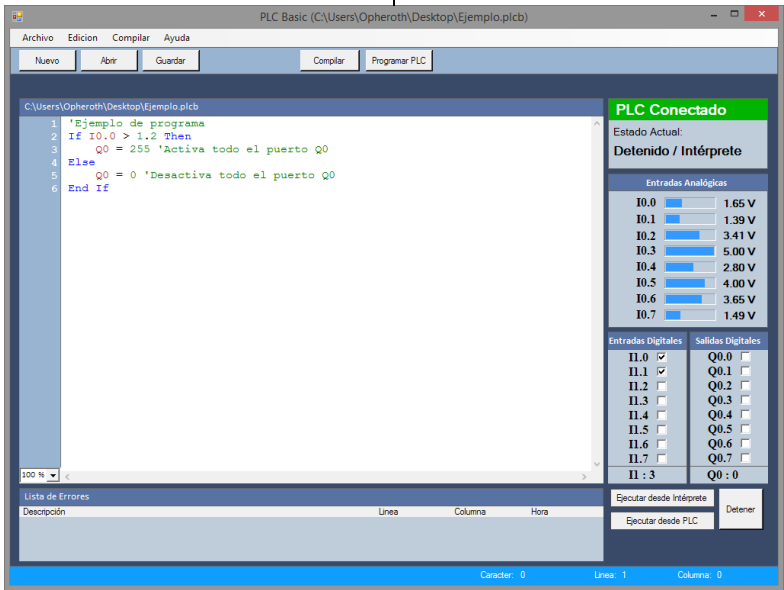 PLC Basic (C:\Users\Opheroth\Desktop\Ejemplo.plcb)
Archivo Edicion Compilar Ayuda
Nuevo Abrir Guardar Compilar Programar PLC
C:\Users\Opheroth\Desktop\Ejemplo.plcb
1 'Ejemplo de programa
2 If I0.0 > 1.2 Then
3 Q0 = 255 'Activa todo el puerto Q0
4 Else
5 Q0 = 0 'Desactiva todo el puerto Q0
6 End If
100 %
Lista de Errores
Descripción Linea Columna Hora
PLC Conectado
Estado Actual:
Detenido / Intérprete
Entradas Analógicas
I0.0 1.65 V
I0.1 1.39 V
I0.2 3.41 V
I0.3 5.00 V
I0.4 2.80 V
I0.5 4.00 V
I0.6 3.65 V
I0.7 1.49 V
Entradas Digitales Salidas Digitales
I1.0 Q0.0
I1.1 Q0.1
I1.2 Q0.2
I1.3 Q0.3
I1.4 Q0.4
I1.5 Q0.5
I1.6 Q0.6
I1.7 Q0.7
I1 : 3 Q0 : 0
Ejecutar desde Intérprete
Ejecutar desde PLC
Detener
Caracter: 0 Linea: 1 Columna: 0